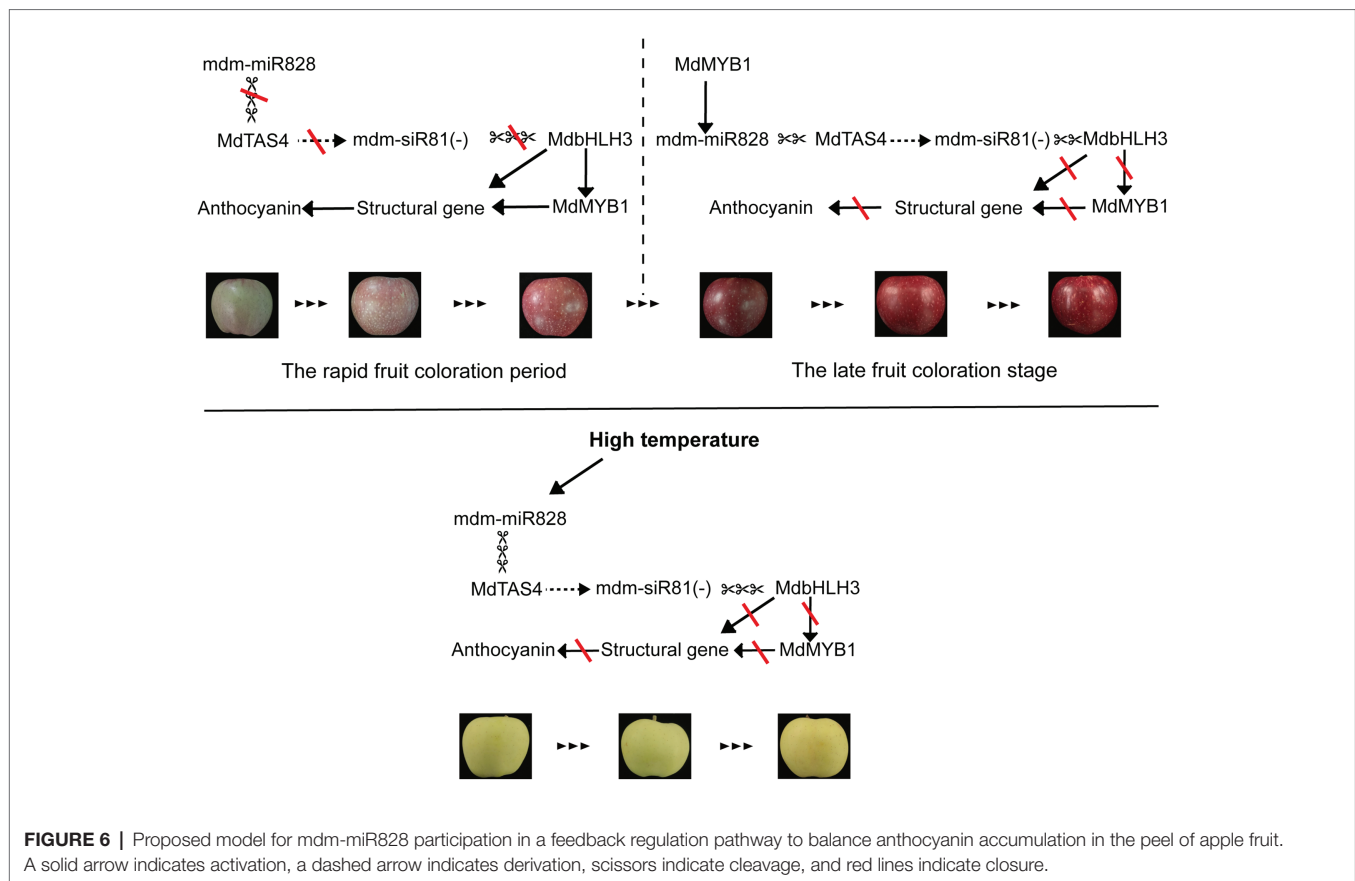 mdm-miR828
MdTAS4 mdm-siR81(-) MdbHLH3
Anthocyanin Structural gene MdMYB1
The rapid fruit coloration period
MdMYB1
mdm-miR828 MdTAS4 mdm-siR81(-) MdbHLH3
Anthocyanin Structural gene MdMYB1
The late fruit coloration stage
High temperature
mdm-miR828
MdTAS4 mdm-siR81(-) MdbHLH3
Anthocyanin Structural gene MdMYB1
FIGURE 6 | Proposed model for mdm-miR828 participation in a feedback regulation pathway to balance anthocyanin accumulation in the peel of apple fruit.
A solid arrow indicates activation, a dashed arrow indicates derivation, scissors indicate cleavage, and red lines indicate closure.